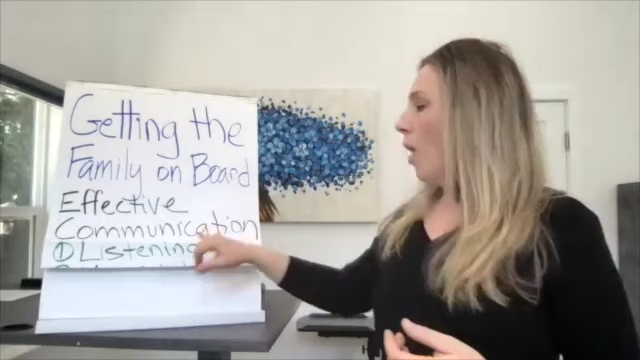 Getting the
Family on Board
Effective
Communication
① Listening